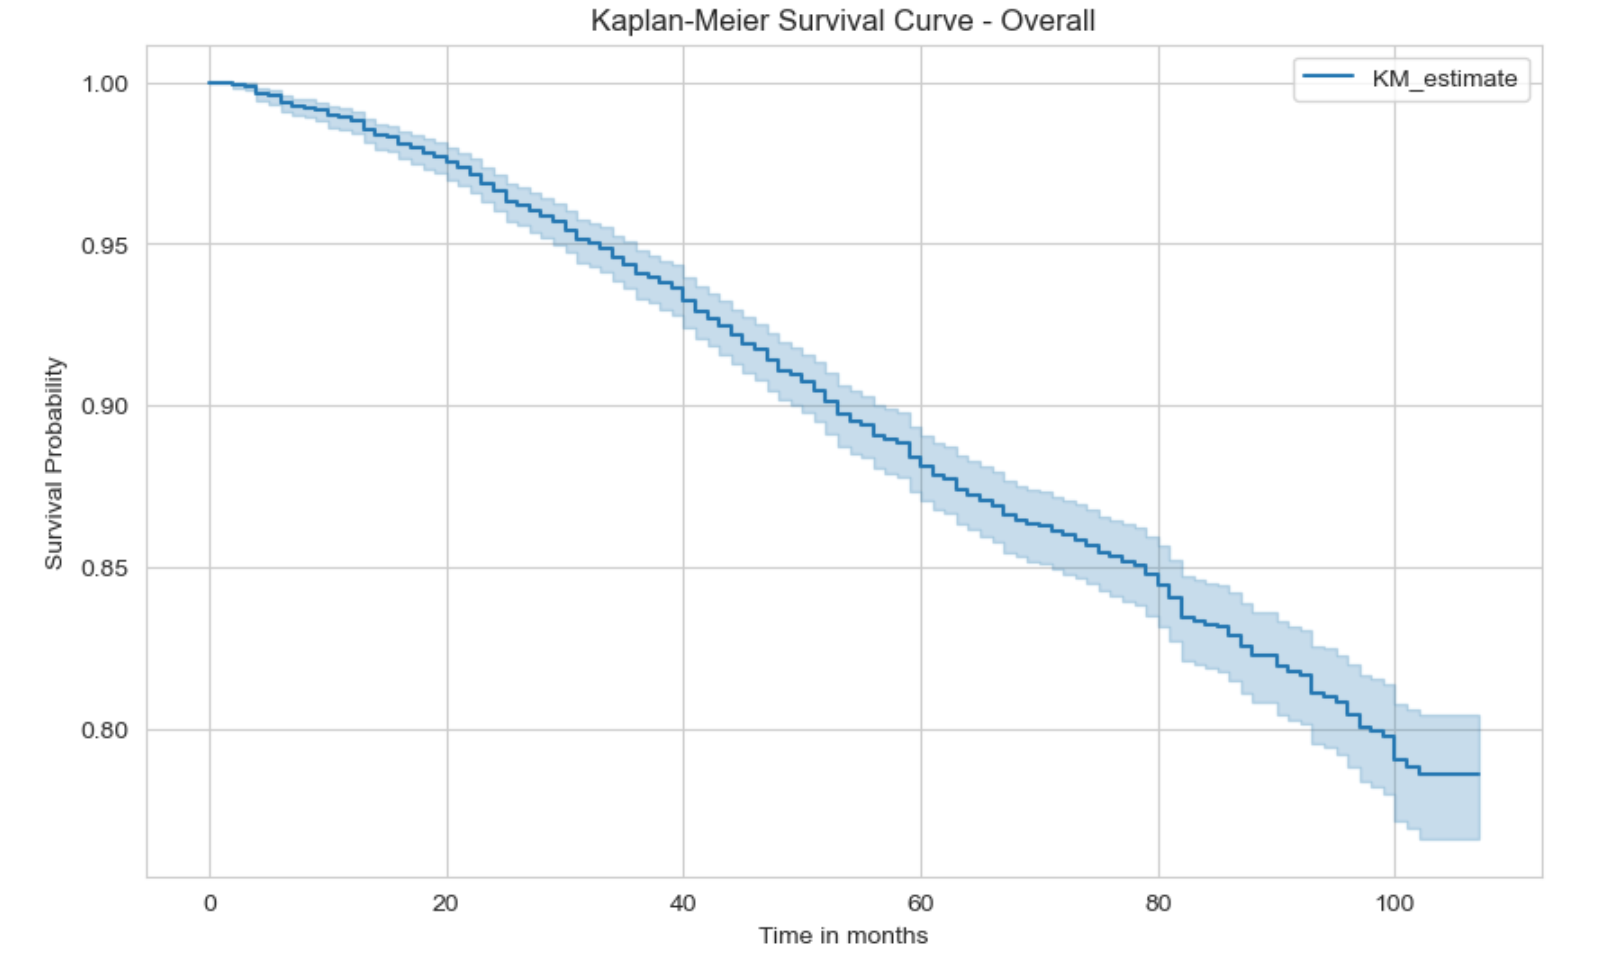 Kaplan-Meier Survival Curve - Overall
KM_estimate
Survival Probability
1.00
0.95
0.90
0.85
0.80
0
20
40
60
80
100
Time in months